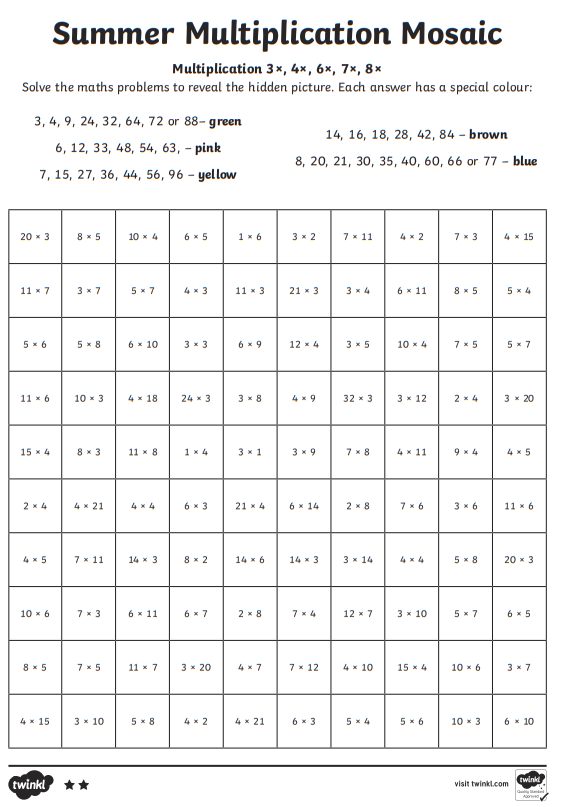 Summer Multiplication Mosaic
Multiplication 3×, 4×, 6×, 7×, 8×
Solve the maths problems to reveal the hidden picture. Each answer has a special colour:
3, 4, 9, 24, 32, 64, 72 or 88– green
6, 12, 33, 48, 54, 63, – pink
7, 15, 27, 36, 44, 56, 96 – yellow
14, 16, 18, 28, 42, 84 – brown
8, 20, 21, 30, 35, 40, 60, 66 or 77 – blue
20 × 3 8 × 5 10 × 4 6 × 5 1 × 6 3 × 2 7 × 11 4 × 2 7 × 3 4 × 15
11 × 7 3 × 7 5 × 7 4 × 3 11 × 3 21 × 3 3 × 4 6 × 11 8 × 5 5 × 4
5 × 6 5 × 8 6 × 10 3 × 3 6 × 9 12 × 4 3 × 5 10 × 4 7 × 5 5 × 7
11 × 6 10 × 3 4 × 18 24 × 3 3 × 8 4 × 9 32 × 3 3 × 12 2 × 4 3 × 20
15 × 4 8 × 3 11 × 8 1 × 4 3 × 1 3 × 9 7 × 8 4 × 11 9 × 4 4 × 5
2 × 4 4 × 21 4 × 4 6 × 3 21 × 4 6 × 14 2 × 8 7 × 6 3 × 6 11 × 6
4 × 5 7 × 11 14 × 3 8 × 2 14 × 6 14 × 3 3 × 14 4 × 4 5 × 8 20 × 3
10 × 6 7 × 3 6 × 11 6 × 7 2 × 8 7 × 4 12 × 7 3 × 10 5 × 7 6 × 5
8 × 5 7 × 5 11 × 7 3 × 20 4 × 7 7 × 12 4 × 10 15 × 4 10 × 6 3 × 7
4 × 15 3 × 10 5 × 8 4 × 2 4 × 21 6 × 3 5 × 4 5 × 6 10 × 3 6 × 10
twinkl
visit twinkl.com
twinkl
Quality Standard
Approved